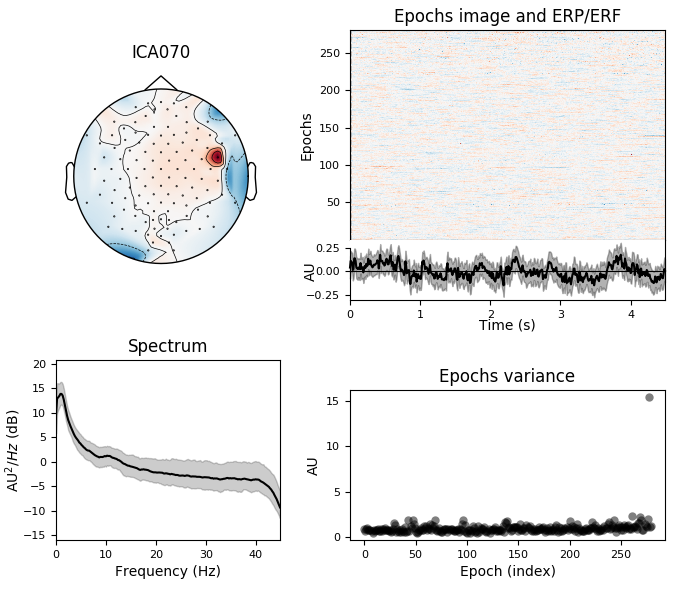 ICA070
Epochs image and ERP/ERF
Epochs
250
200
150
100
50
AU
0.25
0.00
−0.25
0 1 2 3 4
Time (s)
Spectrum
AU²/Hz (dB)
20
15
10
5
0
−5
−10
−15
0 10 20 30 40
Frequency (Hz)
Epochs variance
AU
15
10
5
0
0 50 100 150 200 250
Epoch (index)